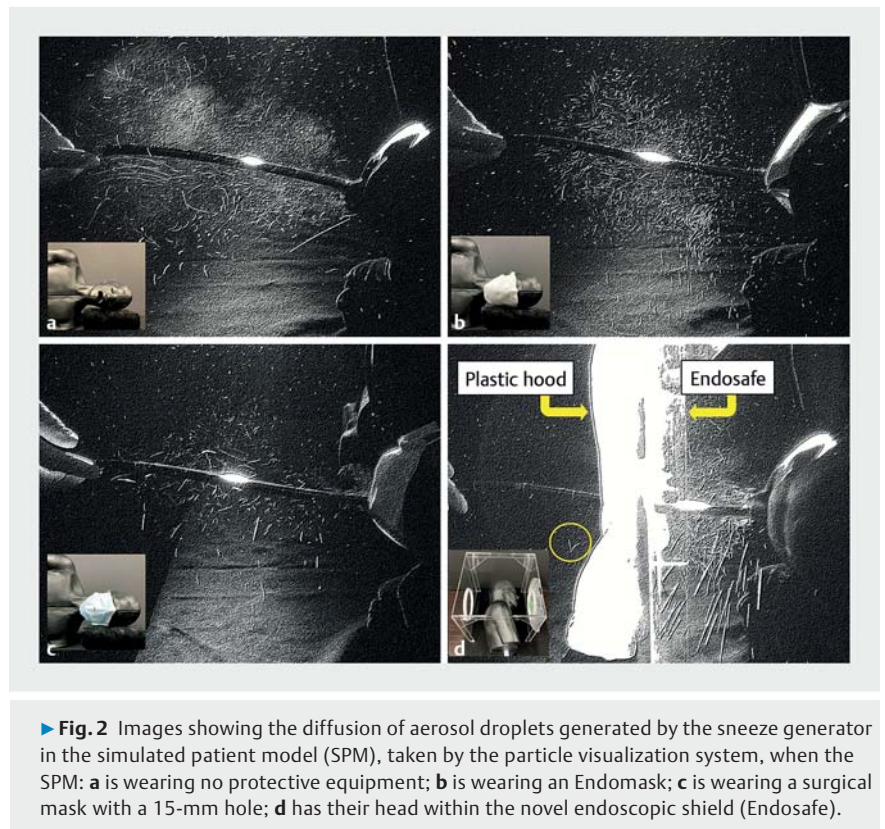 a
b
Plastic hood
Endosafe
c
d
▶Fig. 2 Images showing the diffusion of aerosol droplets generated by the sneeze generator
in the simulated patient model (SPM), taken by the particle visualization system, when the
SPM: a is wearing no protective equipment; b is wearing an Endomask; c is wearing a surgical
mask with a 15-mm hole; d has their head within the novel endoscopic shield (Endosafe).